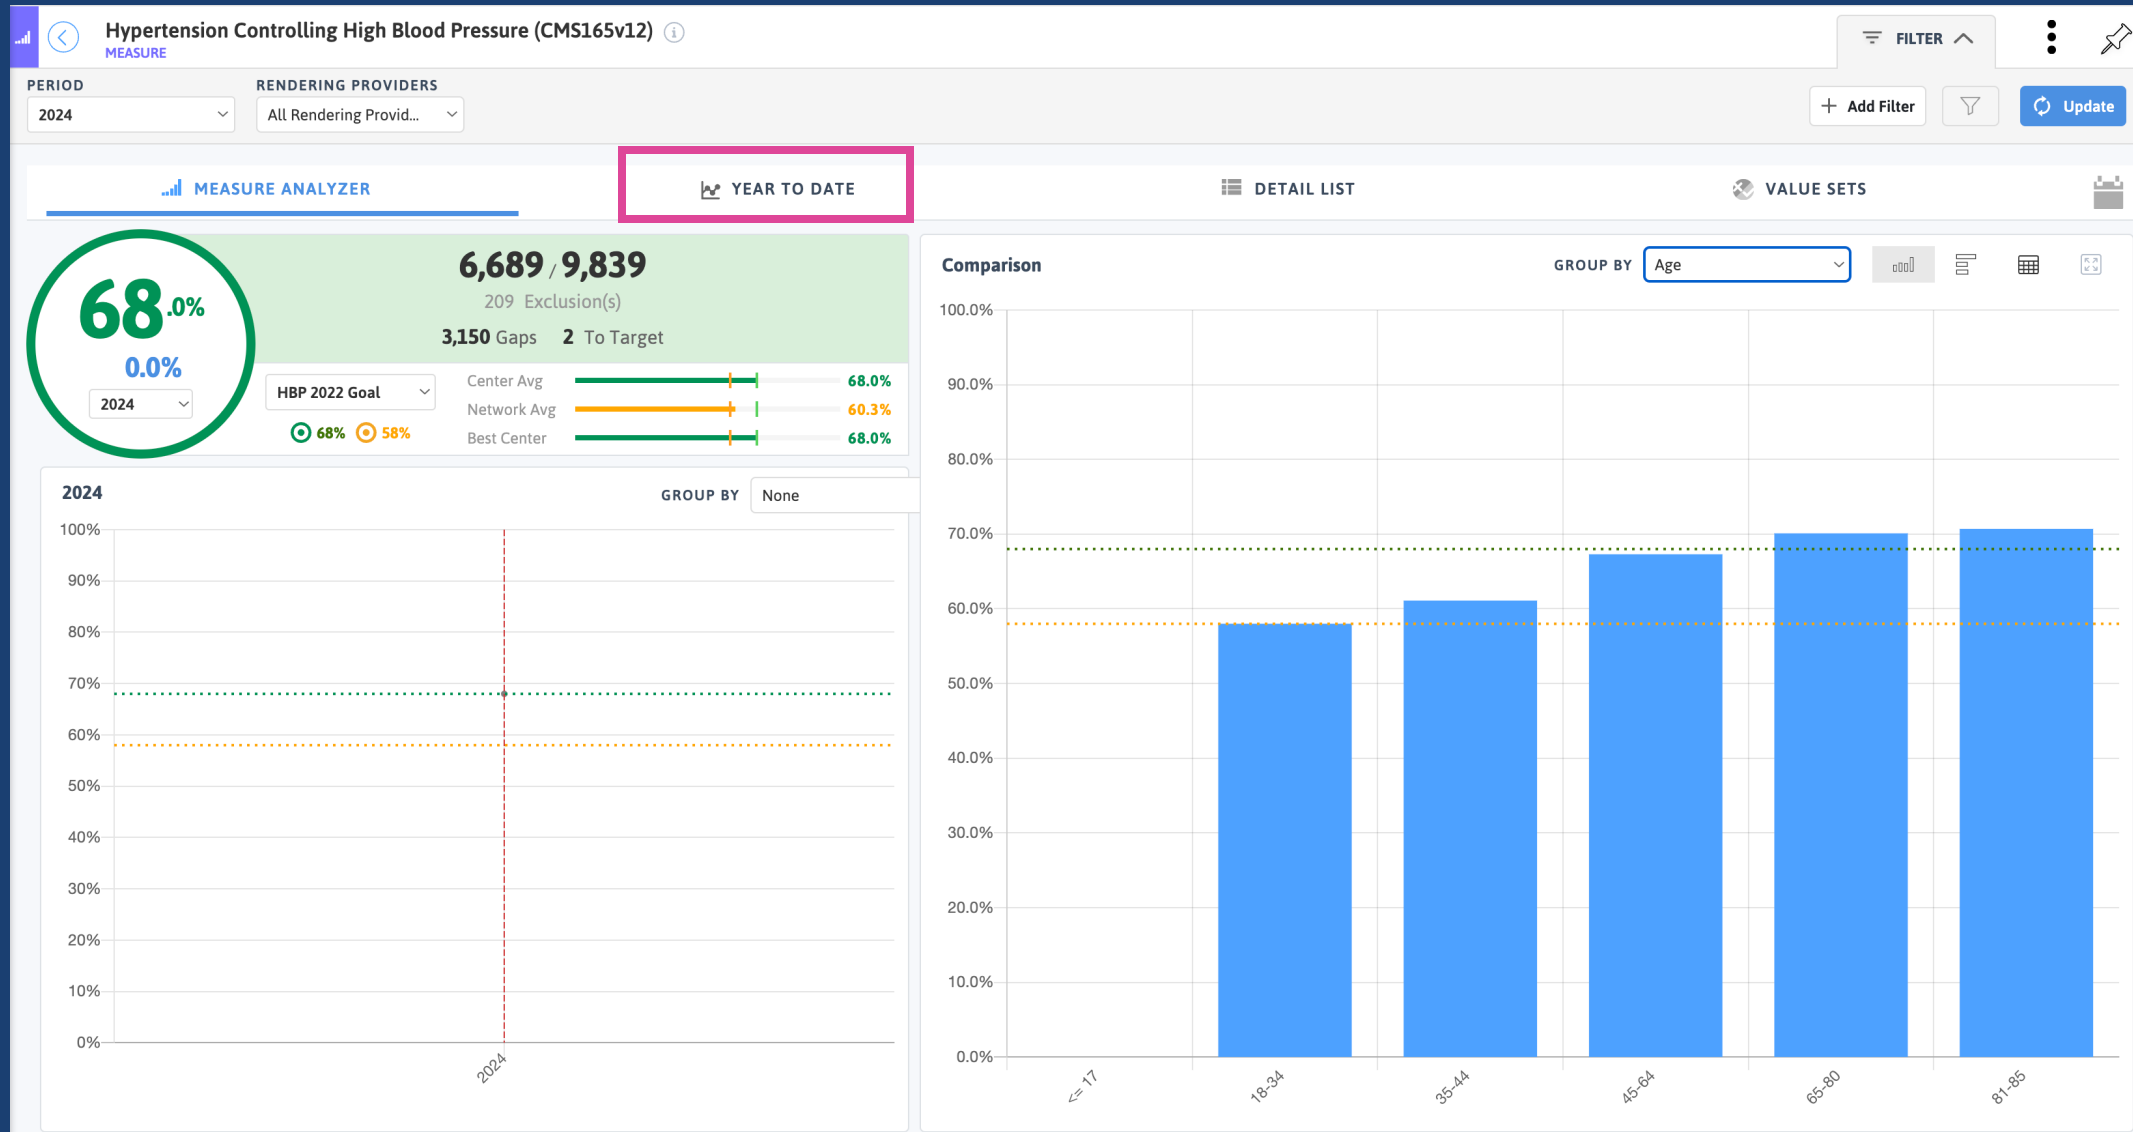 Hypertension Controlling High Blood Pressure (CMS165v12)
MEASURE
FILTER
PERIOD
RENDERING PROVIDERS
2024
All Rendering Provid...
Add Filter
Update
MEASURE ANALYZER
YEAR TO DATE
DETAIL LIST
VALUE SETS
68.0%
0.0%
2024
6,689 / 9,839
209 Exclusion(s)
3,150 Gaps 2 To Target
HBP 2022 Goal
68% 58%
Center Avg 68.0%
Network Avg 60.3%
Best Center 68.0%
2024
GROUP BY None
100%
90%
80%
70%
60%
50%
40%
30%
20%
10%
0%
2024
Comparison
GROUP BY Age
100.0%
90.0%
80.0%
70.0%
60.0%
50.0%
40.0%
30.0%
20.0%
10.0%
0.0%
<= 17
18-34
35-44
45-64
65-80
81-85